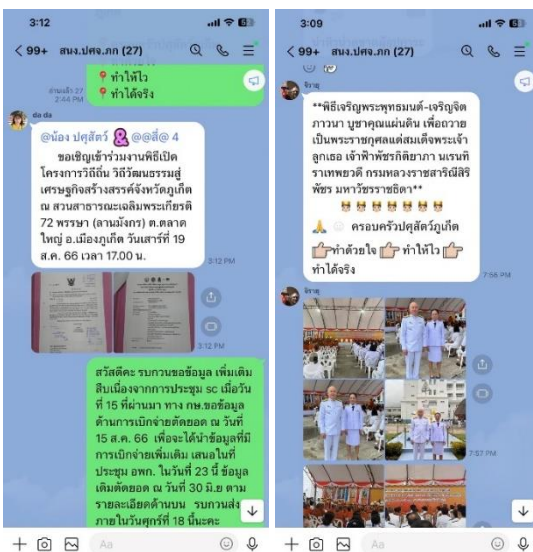 3:12
< 99+ สนง.ปศจ.ภก (27)
📍 ทำให้ไว
📍 ทำได้จริง
อ่านแล้ว 27
2:44 PM
da da
@น้อง ปศุสัตว์ @@สี่@ 4
ขอเชิญเข้าร่วมงานพิธีเปิด
โครงการวิถีถิ่น วิถีวัฒนธรรมสู่
เศรษฐกิจสร้างสรรค์จังหวัดภูเก็ต
ณ สวนสาธารณะเฉลิมพระเกียรติ
72 พรรษา (ลานมังกร) ต.ตลาด
ใหญ่ อ.เมืองภูเก็ต วันเสาร์ที่ 19
ส.ค. 66 เวลา 17.00 น.
3:12 PM
3:12 PM
สวัสดีคะ รบกวนขอข้อมูล เพิ่มเติม
สืบเนื่องจากการประชุม sc เมื่อวัน
ที่ 15 ที่ผ่านมา ทาง กษ.ขอข้อมูล
ด้านการเบิกจ่ายตัดยอด ณ วันที่
15 ส.ค. 66 เพื่อจะได้นำข้อมูลที่มี
การเบิกจ่ายเพิ่มเติม เสนอในที่
ประชุม อพก. ในวันที่ 23 นี้ ข้อมูล
เดิมตัดยอด ณ วันที่ 30 มิ.ย ตาม
รายละเอียดด้านบน รบกวนส่ง
ภายในวันศุกร์ที่ 18 นี้นะคะ
Aa
3:09
< 99+ สนง.ปศจ.ภก (27)
จิรายุ
**พิธีเจริญพระพุทธมนต์-เจริญจิต
ภาวนา บูชาคุณแผ่นดิน เพื่อถวาย
เป็นพระราชกุศลแด่สมเด็จพระเจ้า
ลูกเธอ เจ้าฟ้าพัชรกิติยาภา นเรนทิ
ราเทพยวดี กรมหลวงราชสาริณีสิริ
พัชร มหาวัชรราชธิดา**
🙏 ครอบครัวปศุสัตว์ภูเก็ต
👉ทำด้วยใจ 👉 ทำให้ไว 👉
ทำได้จริง
7:56 PM
จิรายุ
7:57 PM
Aa